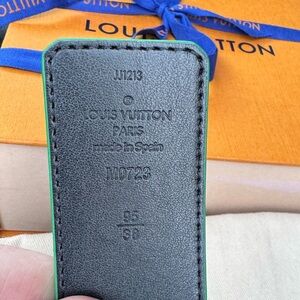 LOUIS VUITTON
JJ1213
LOUIS VUITTON
PARIS
made in Spain
M0723
95
38